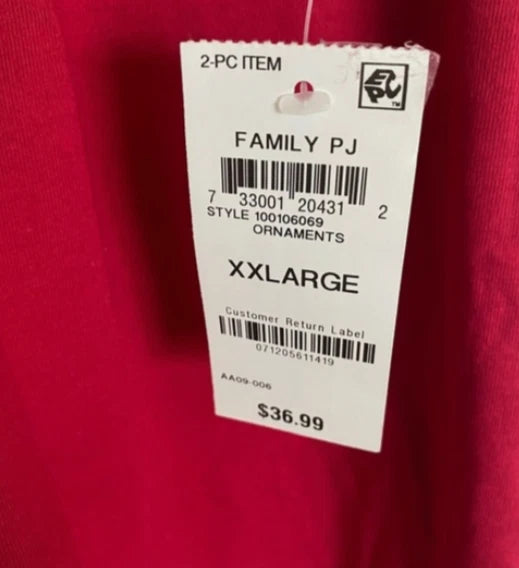 2-PC ITEM
EPC™
FAMILY PJ
7 33001 20431 2
STYLE 100106069
ORNAMENTS
XXLARGE
Customer Return Label
071205611419
AA09-006
$36.99